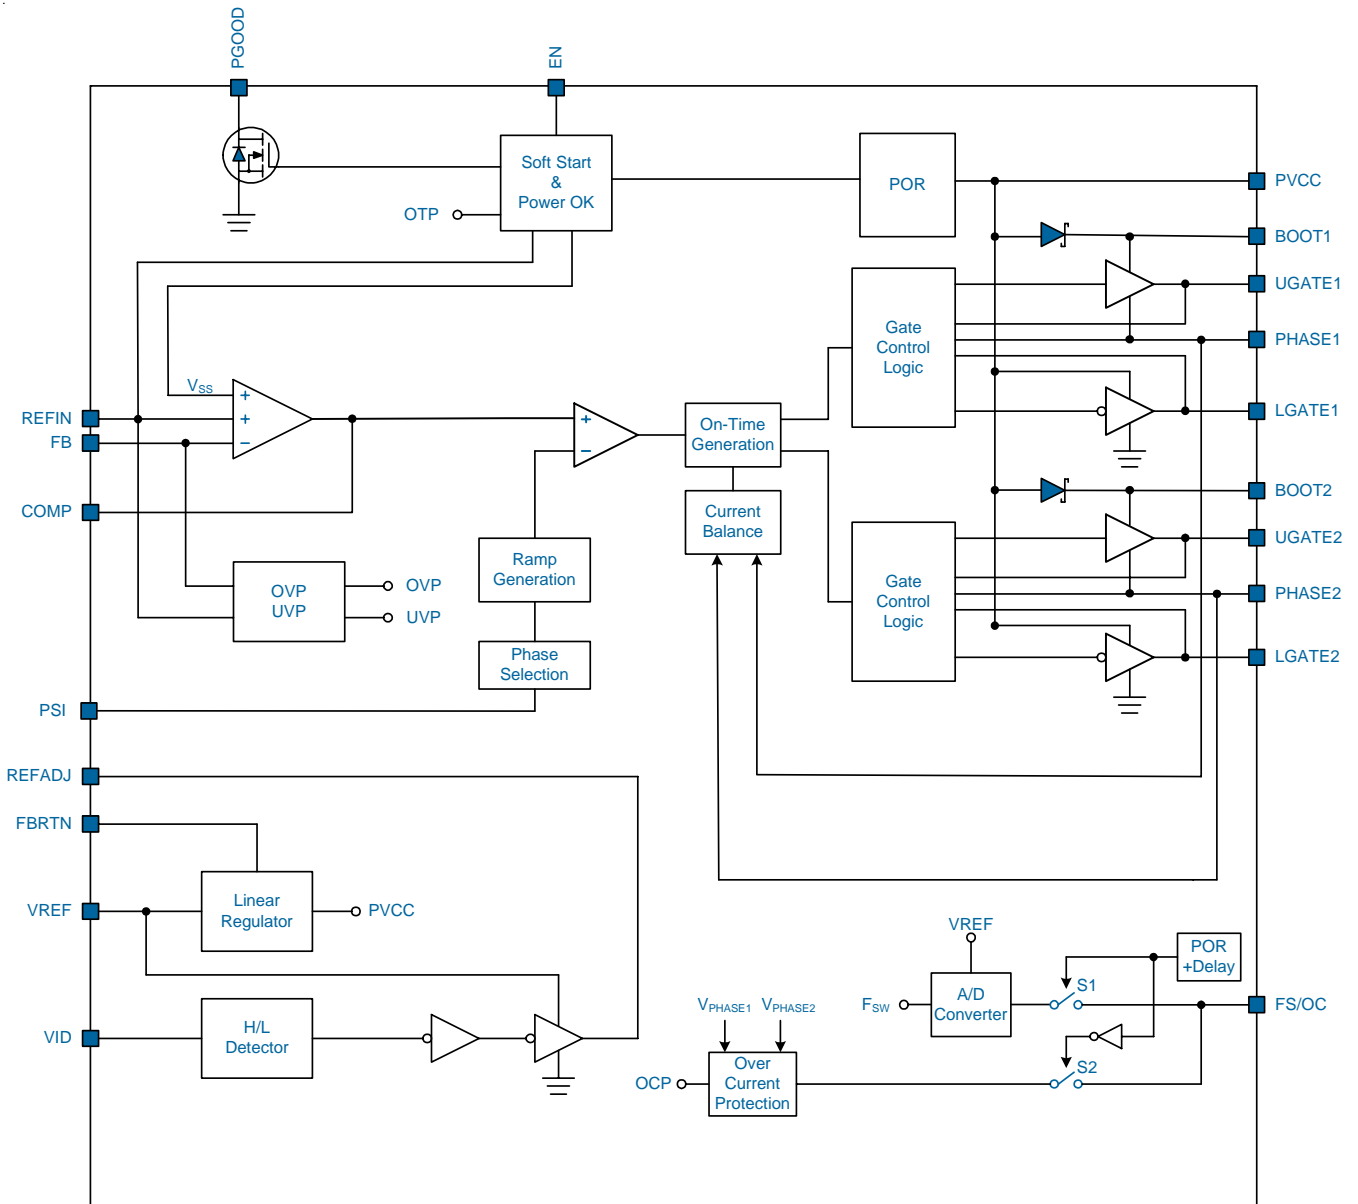 PGOOD
EN
Soft Start
&
Power OK
OTP
POR
PVCC
BOOT1
UGATE1
PHASE1
LGATE1
Gate
Control
Logic
VSS
REFIN
FB
COMP
+
+
−
+
−
On-Time
Generation
Current
Balance
BOOT2
UGATE2
PHASE2
LGATE2
Gate
Control
Logic
Ramp
Generation
OVP
UVP
OVP
UVP
Phase
Selection
PSI
REFADJ
FBRTN
VREF
Linear
Regulator
PVCC
VID
H/L
Detector
VREF
POR
+Delay
FSW
A/D
Converter
S1
FS/OC
VPHASE1
VPHASE2
S2
OCP
Over
Current
Protection